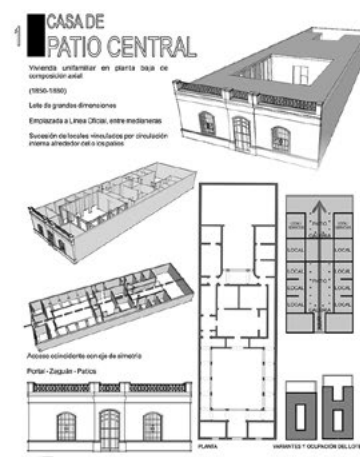 1
CASA DE
PATIO CENTRAL
Vivienda unifamiliar en planta baja de
composición axial
(1850-1880)
Lote de grandes dimensiones
Emplazada a Línea Oficial, entre medianeras
Sucesión de locales vinculados por circulación
interna alrededor de los patios
PATIO
LOCAL LOCAL
LOCAL PATIO LOCAL
LOCAL LOCAL
LOCAL LOCAL
Acceso coincidente con eje de simetría
Portal - Zaguán - Patios
PLANTA
VARIANTES Y OCUPACIÓN DEL LOTE